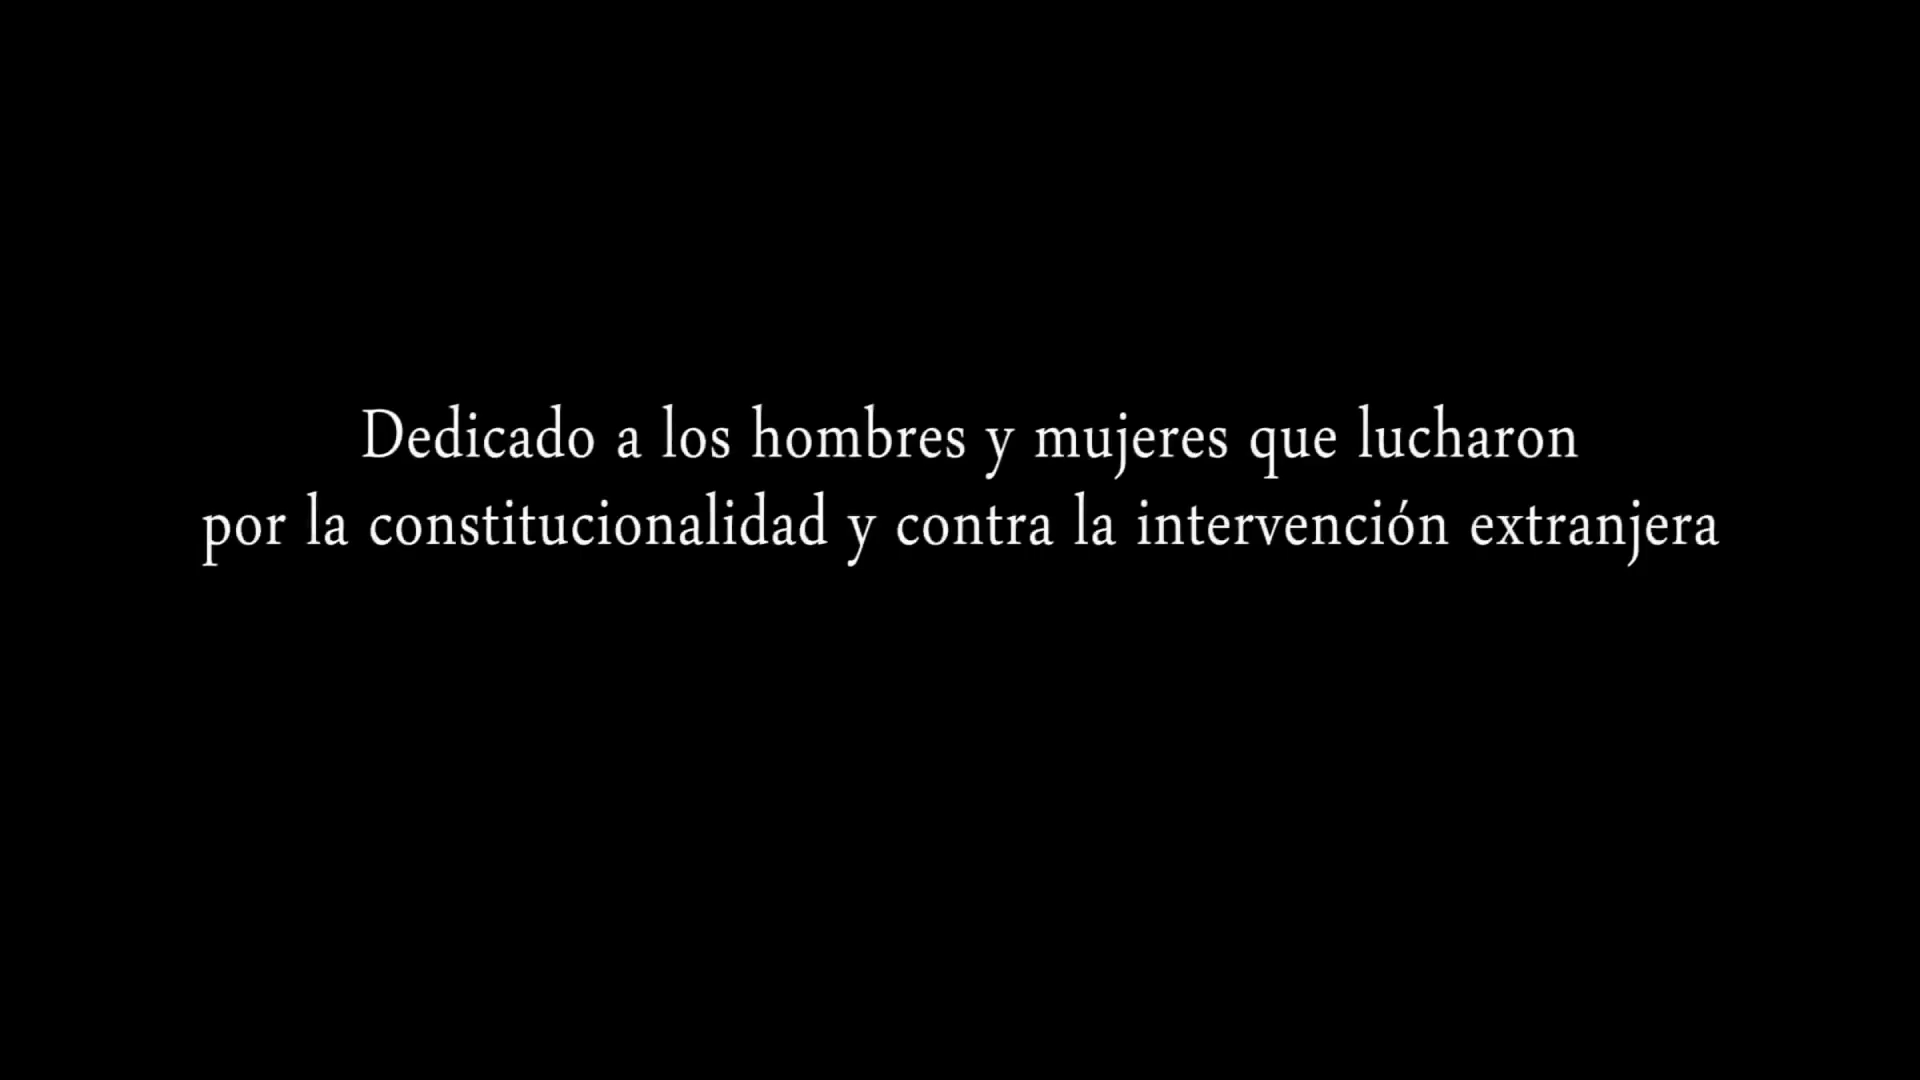 Dedicado a los hombres y mujeres que lucharon
por la constitucionalidad y contra la intervención extranjera